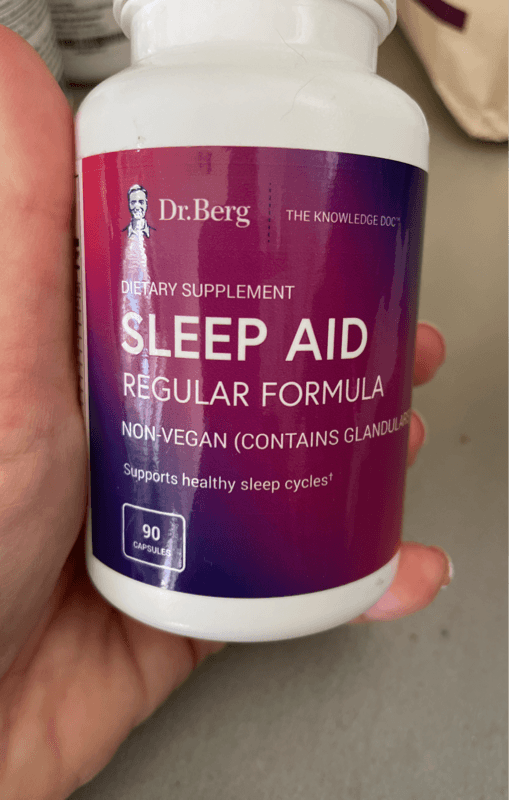 Dr.Berg
THE KNOWLEDGE DOC™
DIETARY SUPPLEMENT
SLEEP AID
REGULAR FORMULA
NON-VEGAN (CONTAINS GLANDULARS
Supports healthy sleep cycles†
90
CAPSULES